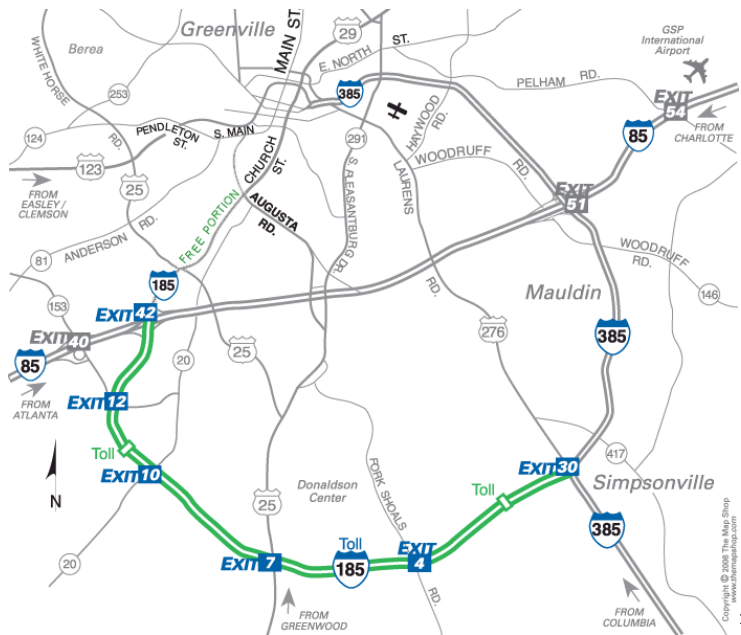 Greenville
Berea
WHITE HORSE
RD.
MAIN ST.
29
E. NORTH
ST.
GSP
International
Airport
PELHAM RD.
EXIT
54
FROM
CHARLOTTE
253
385
124
PENDLETON
ST.
S. MAIN
123
FROM
EASLEY /
CLEMSON
25
CHURCH
ST.
291
S. PLEASANTBURG DR.
HAYWOOD
RD.
LAURENS
RD.
WOODRUFF
RD.
85
EXIT
51
FREE PORTION
AUGUSTA
RD.
ANDERSON RD.
81
185
WOODRUFF
RD.
146
Mauldin
153
EXIT 42
EXIT 40
85
FROM
ATLANTA
20
25
276
385
EXIT 12
Toll
EXIT 10
N
417
EXIT 30
Simpsonville
Toll
Donaldson
Center
FORK SHOALS
RD.
25
385
20
EXIT 7
Toll
185
EXIT
4
FROM
GREENWOOD
FROM
COLUMBIA
Copyright © 2006 The Map Shop
www.themapshop.com